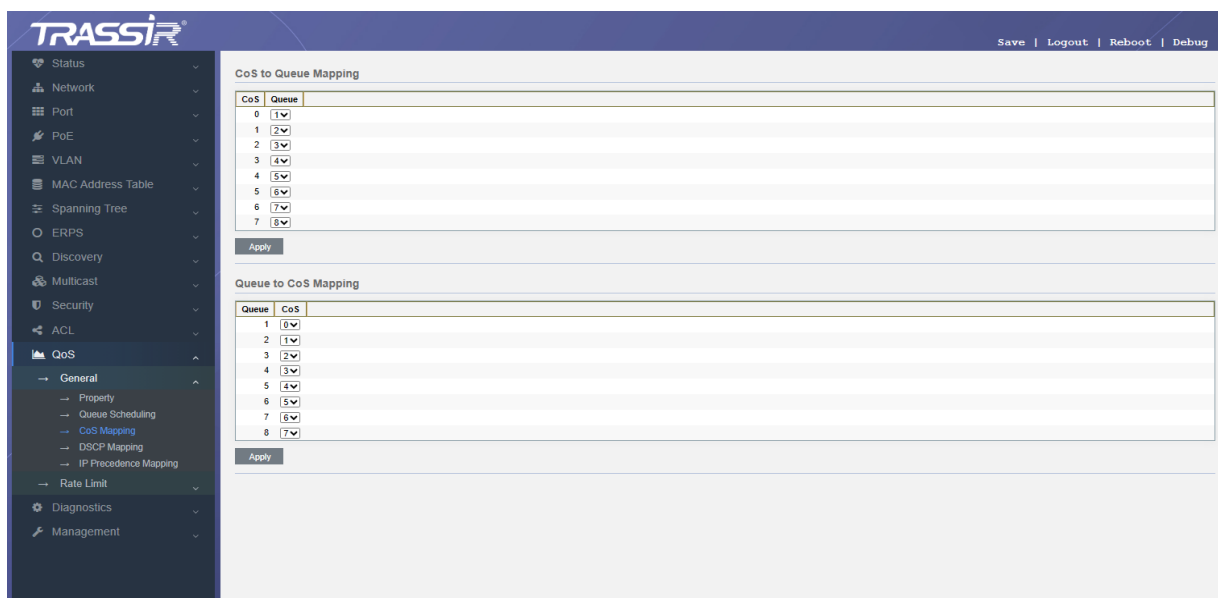 TRASSIR®
Save | Logout | Reboot | Debug
Status
Network
Port
PoE
VLAN
MAC Address Table
Spanning Tree
ERPS
Discovery
Multicast
Security
ACL
QoS
→ General
→ Property
→ Queue Scheduling
→ CoS Mapping
→ DSCP Mapping
→ IP Precedence Mapping
→ Rate Limit
Diagnostics
Management
CoS to Queue Mapping
CoS Queue
0 1
1 2
2 3
3 4
4 5
5 6
6 7
7 8
Apply
Queue to CoS Mapping
Queue CoS
1 0
2 1
3 2
4 3
5 4
6 5
7 6
8 7
Apply